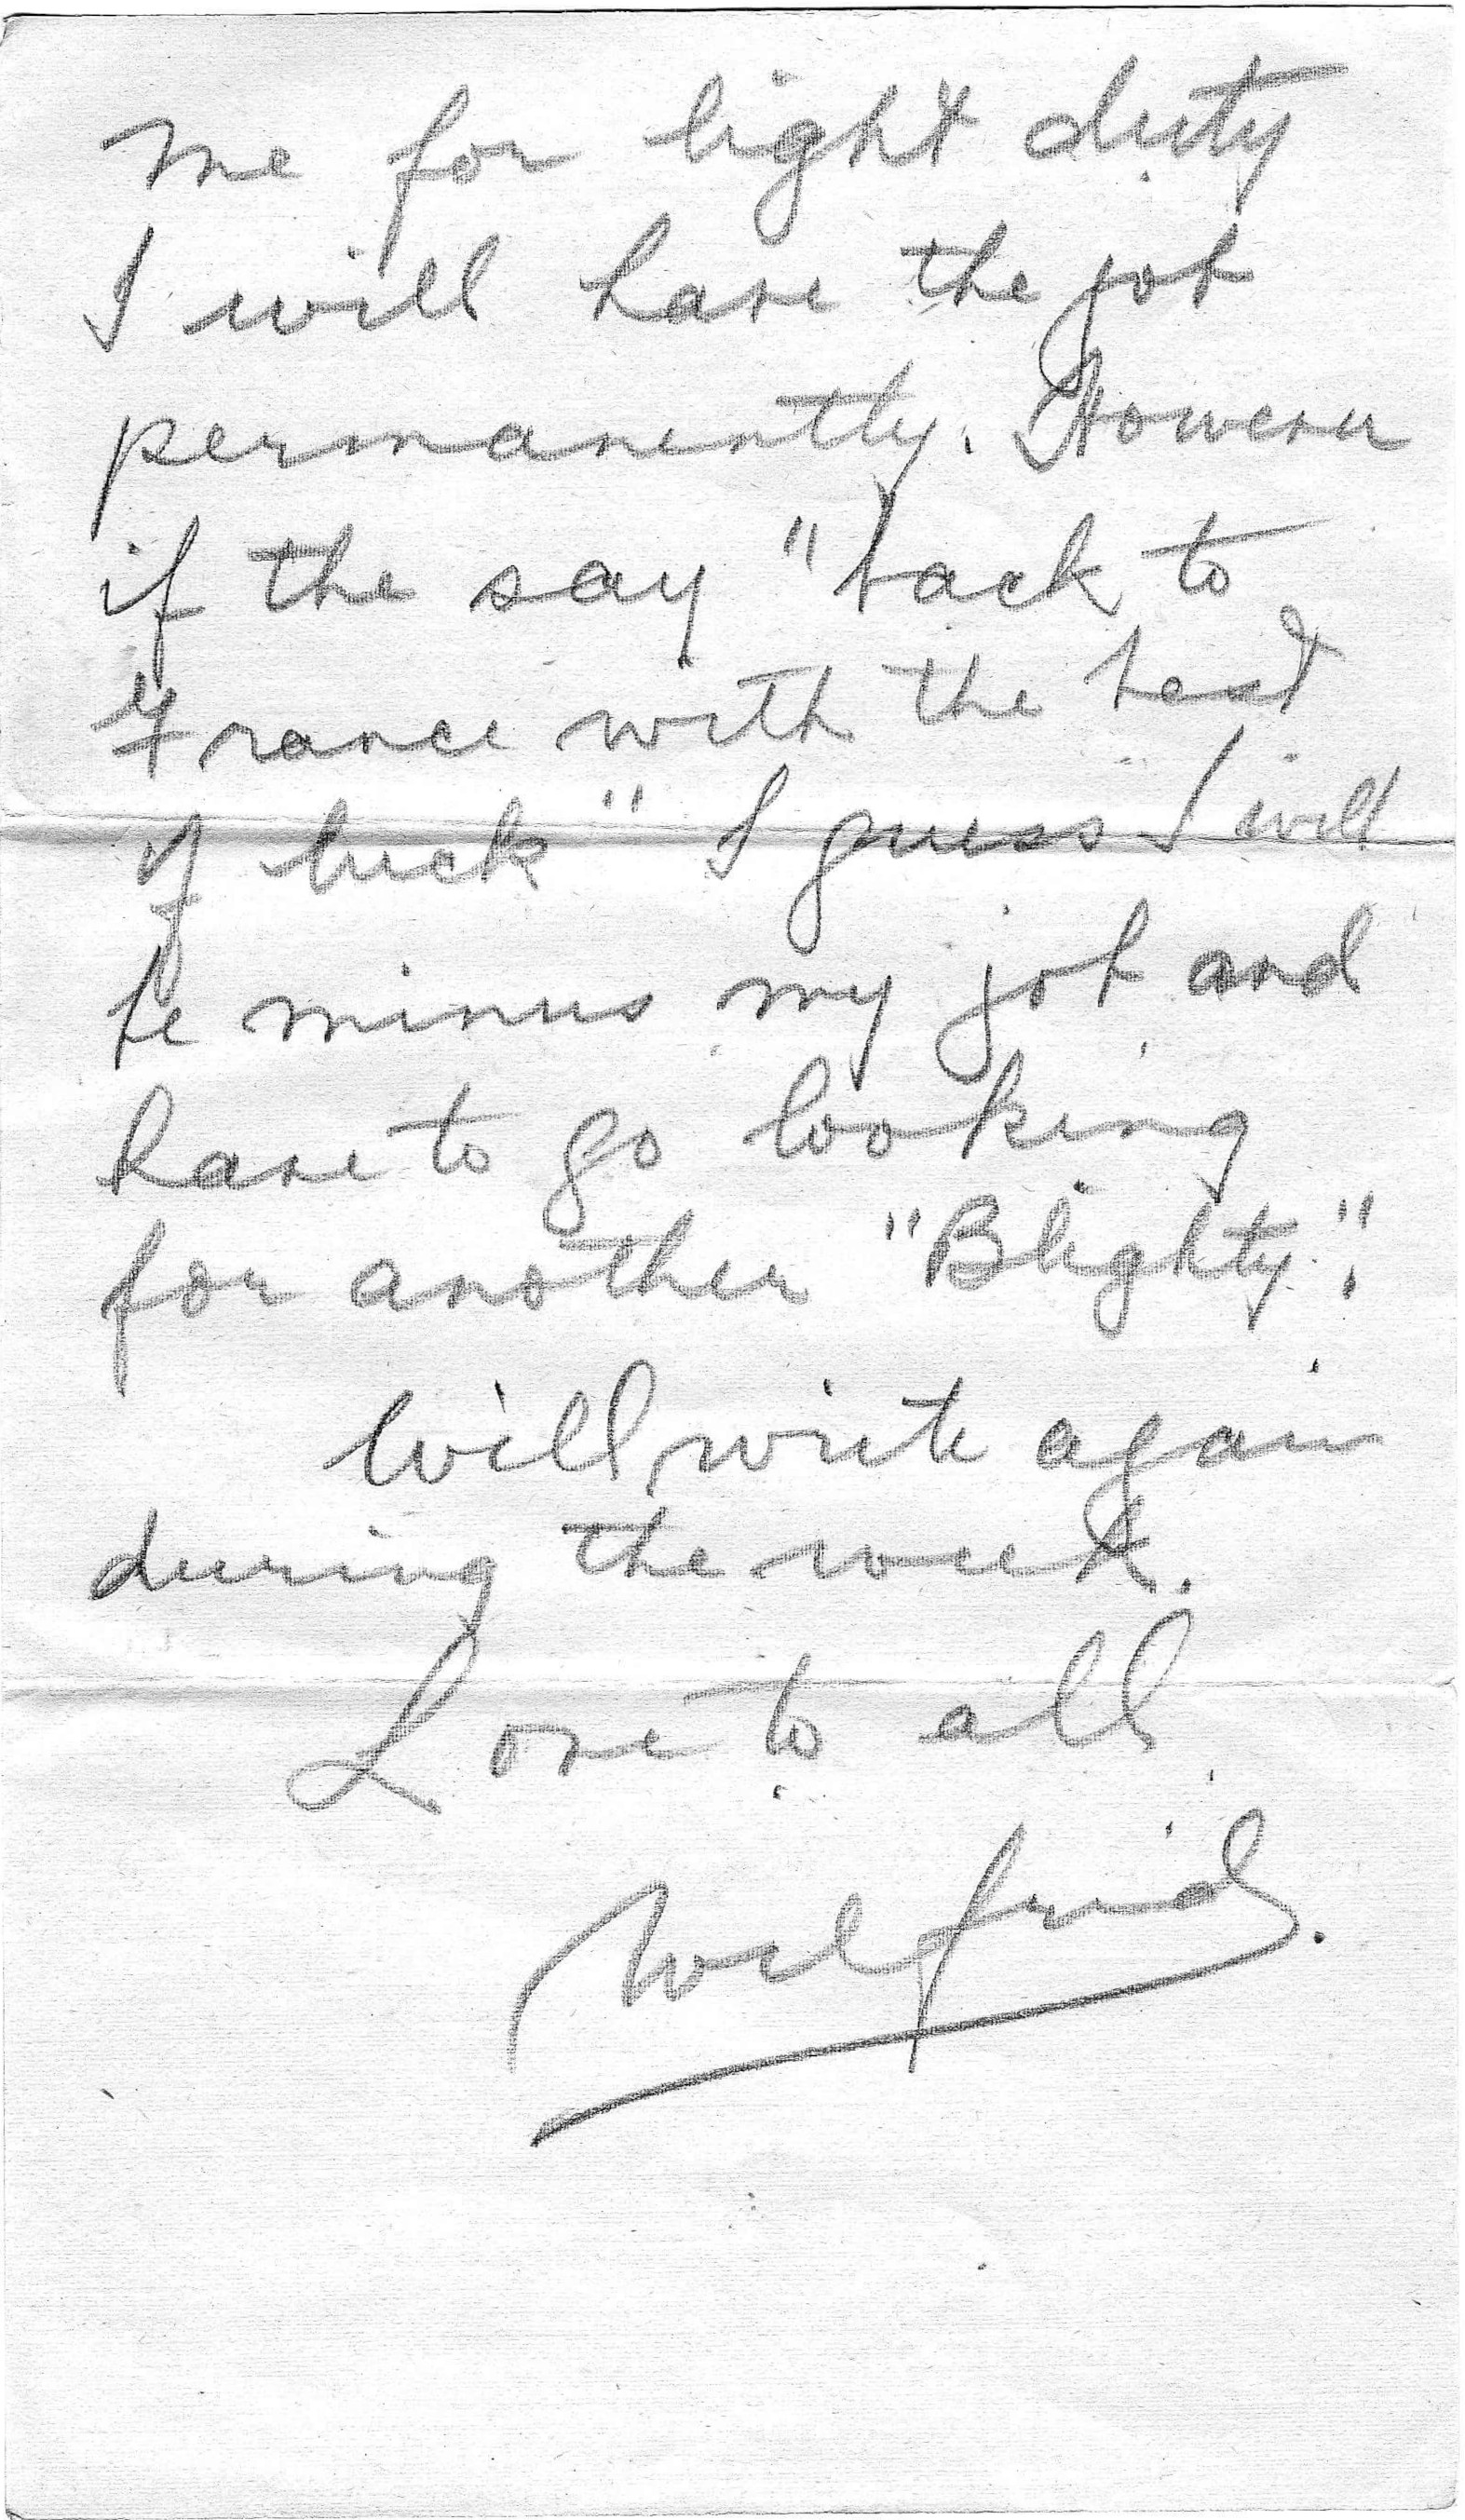 me for light duty
I will have the job
permanently. However
if the say "back to
France with the best
of luck" I guess I will
be minus my job and
have to go looking
for another "Blighty".
Will write again
during the week.
Love to all
Wilfrid.